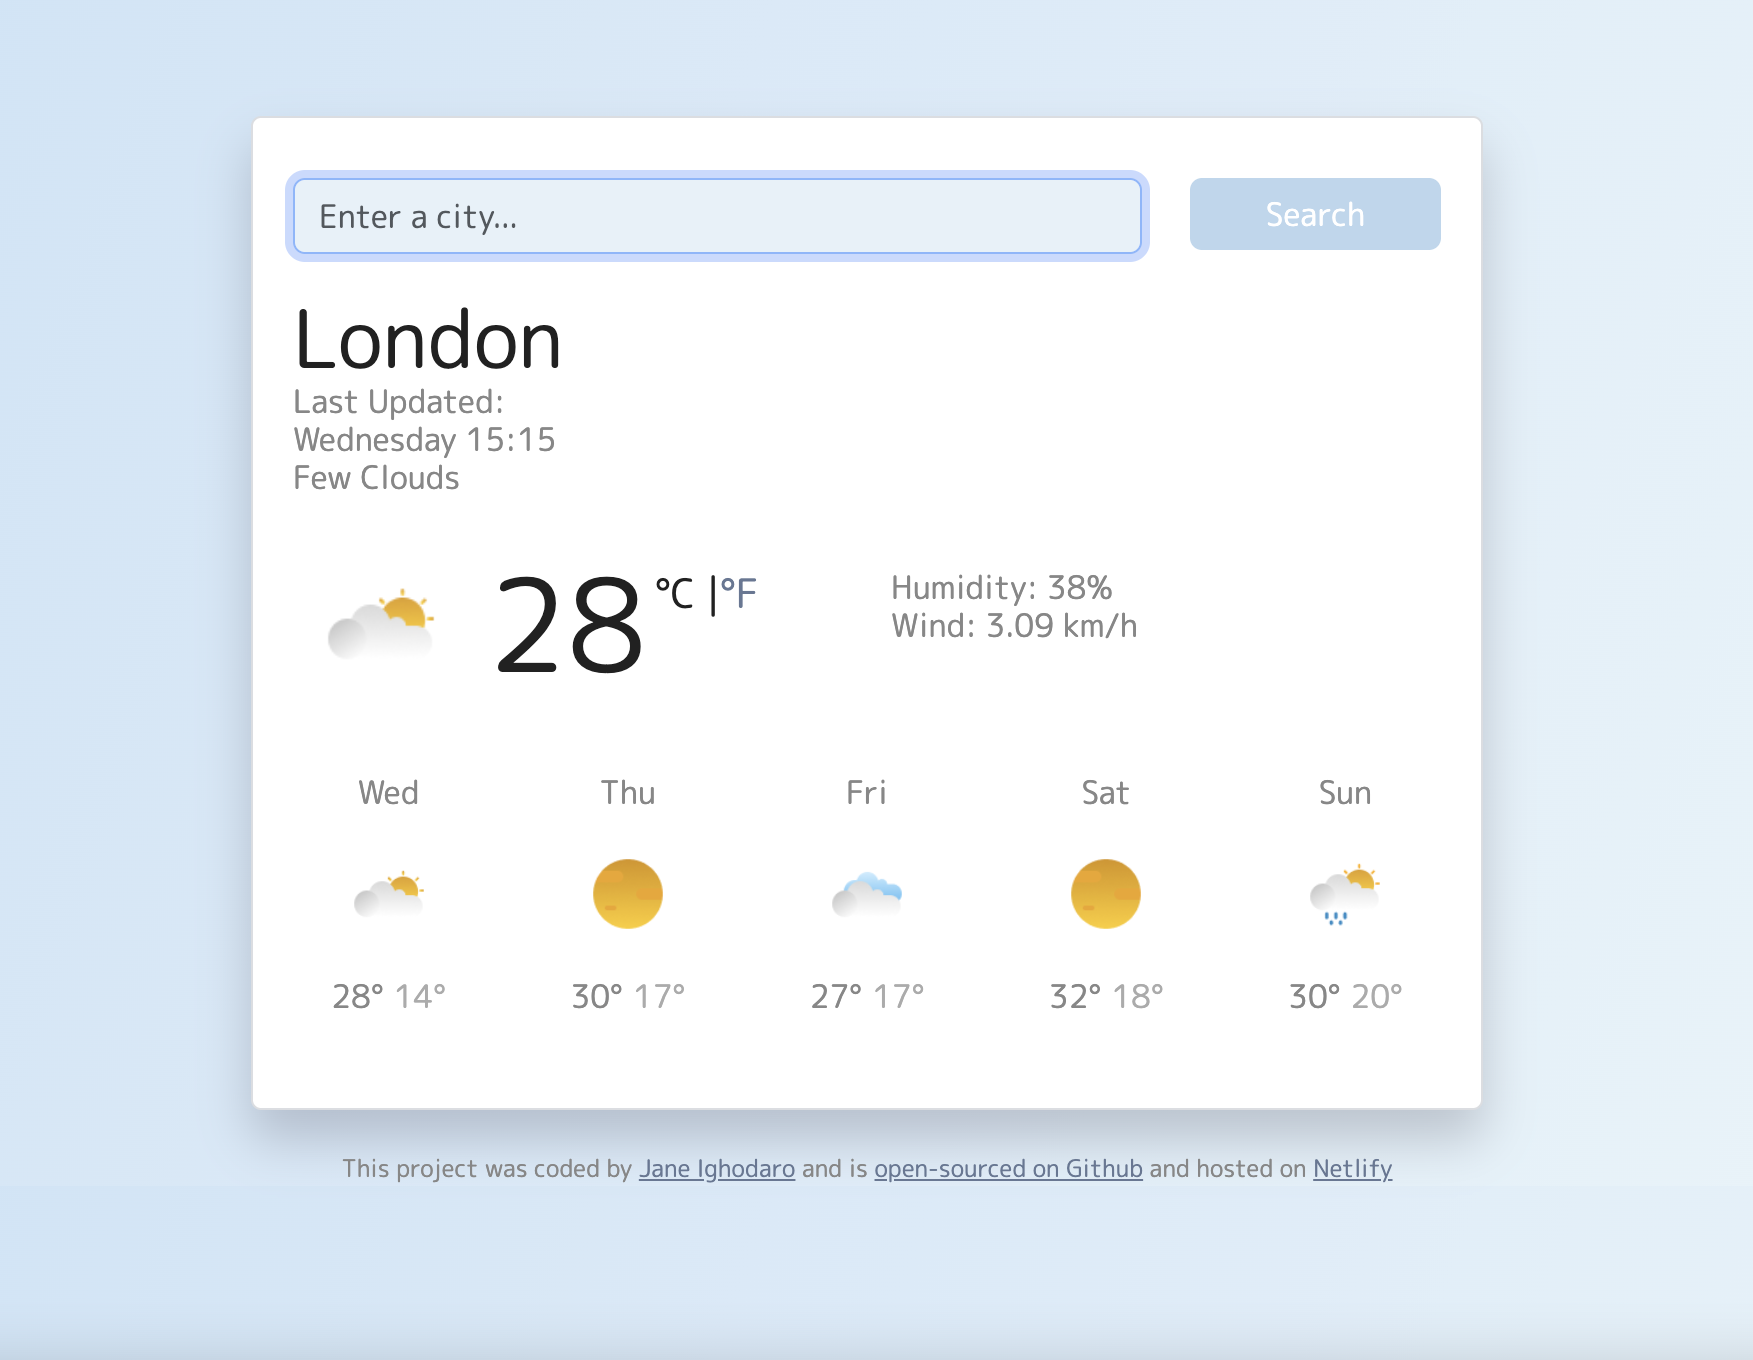 Enter a city...
Search
London
Last Updated:
Wednesday 15:15
Few Clouds
28 °C |°F
Humidity: 38%
Wind: 3.09 km/h
Wed Thu Fri Sat Sun
28° 14° 30° 17° 27° 17° 32° 18° 30° 20°
This project was coded by Jane Ighodaro and is open-sourced on Github and hosted on Netlify